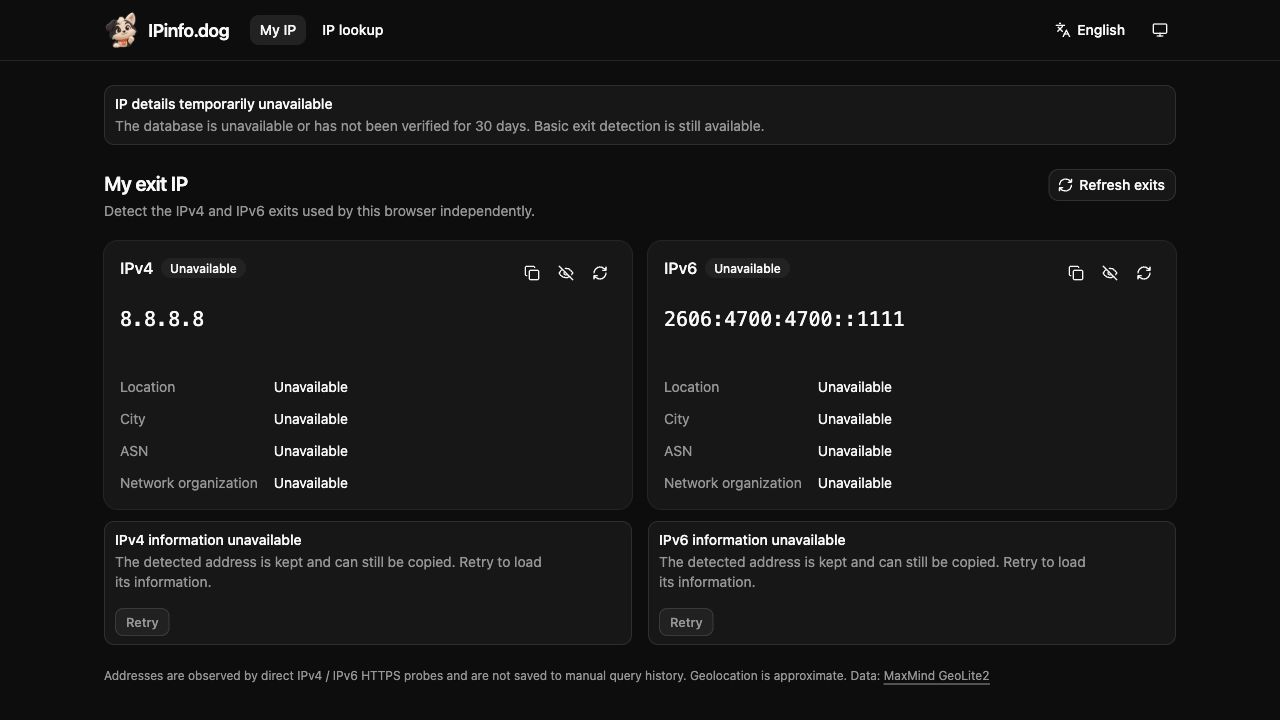 IPinfo.dog My IP IP lookup English
IP details temporarily unavailable
The database is unavailable or has not been verified for 30 days. Basic exit detection is still available.
My exit IP
Refresh exits
Detect the IPv4 and IPv6 exits used by this browser independently.
IPv4 Unavailable
8.8.8.8
Location Unavailable
City Unavailable
ASN Unavailable
Network organization Unavailable
IPv6 Unavailable
2606:4700:4700::1111
Location Unavailable
City Unavailable
ASN Unavailable
Network organization Unavailable
IPv4 information unavailable
The detected address is kept and can still be copied. Retry to load
its information.
Retry
IPv6 information unavailable
The detected address is kept and can still be copied. Retry to load
its information.
Retry
Addresses are observed by direct IPv4 / IPv6 HTTPS probes and are not saved to manual query history. Geolocation is approximate. Data: MaxMind GeoLite2